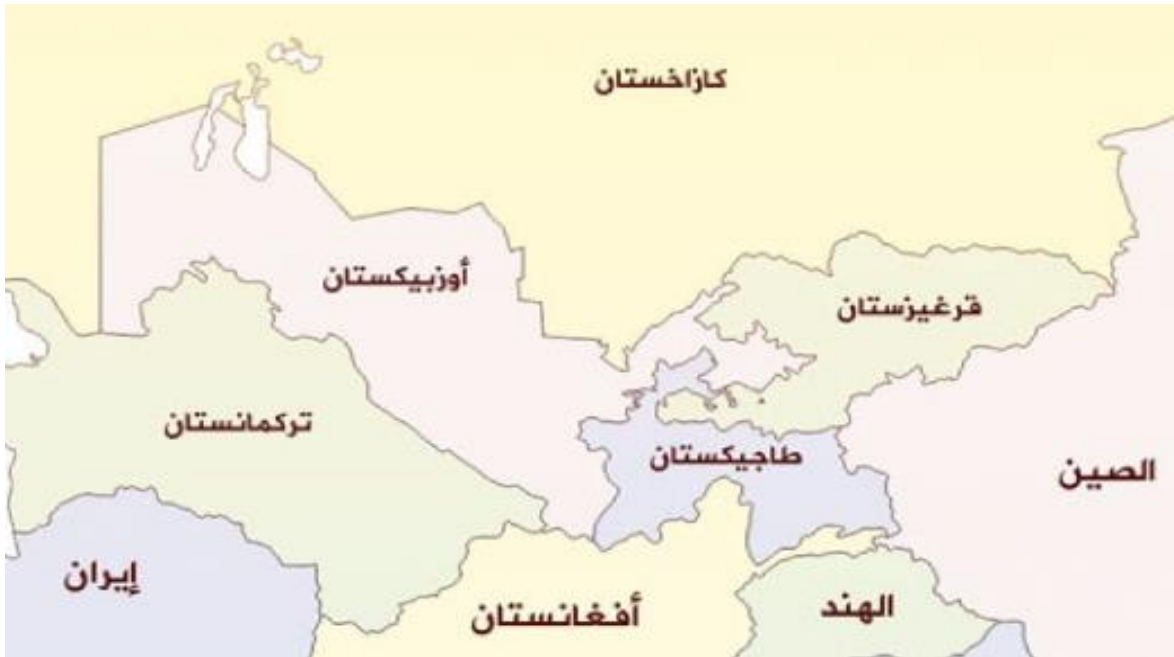 كازاخستان
أوزبيكستان
قرغيزستان
تركمانستان
طاجيكستان
الصين
إيران
أفغانستان
الهند